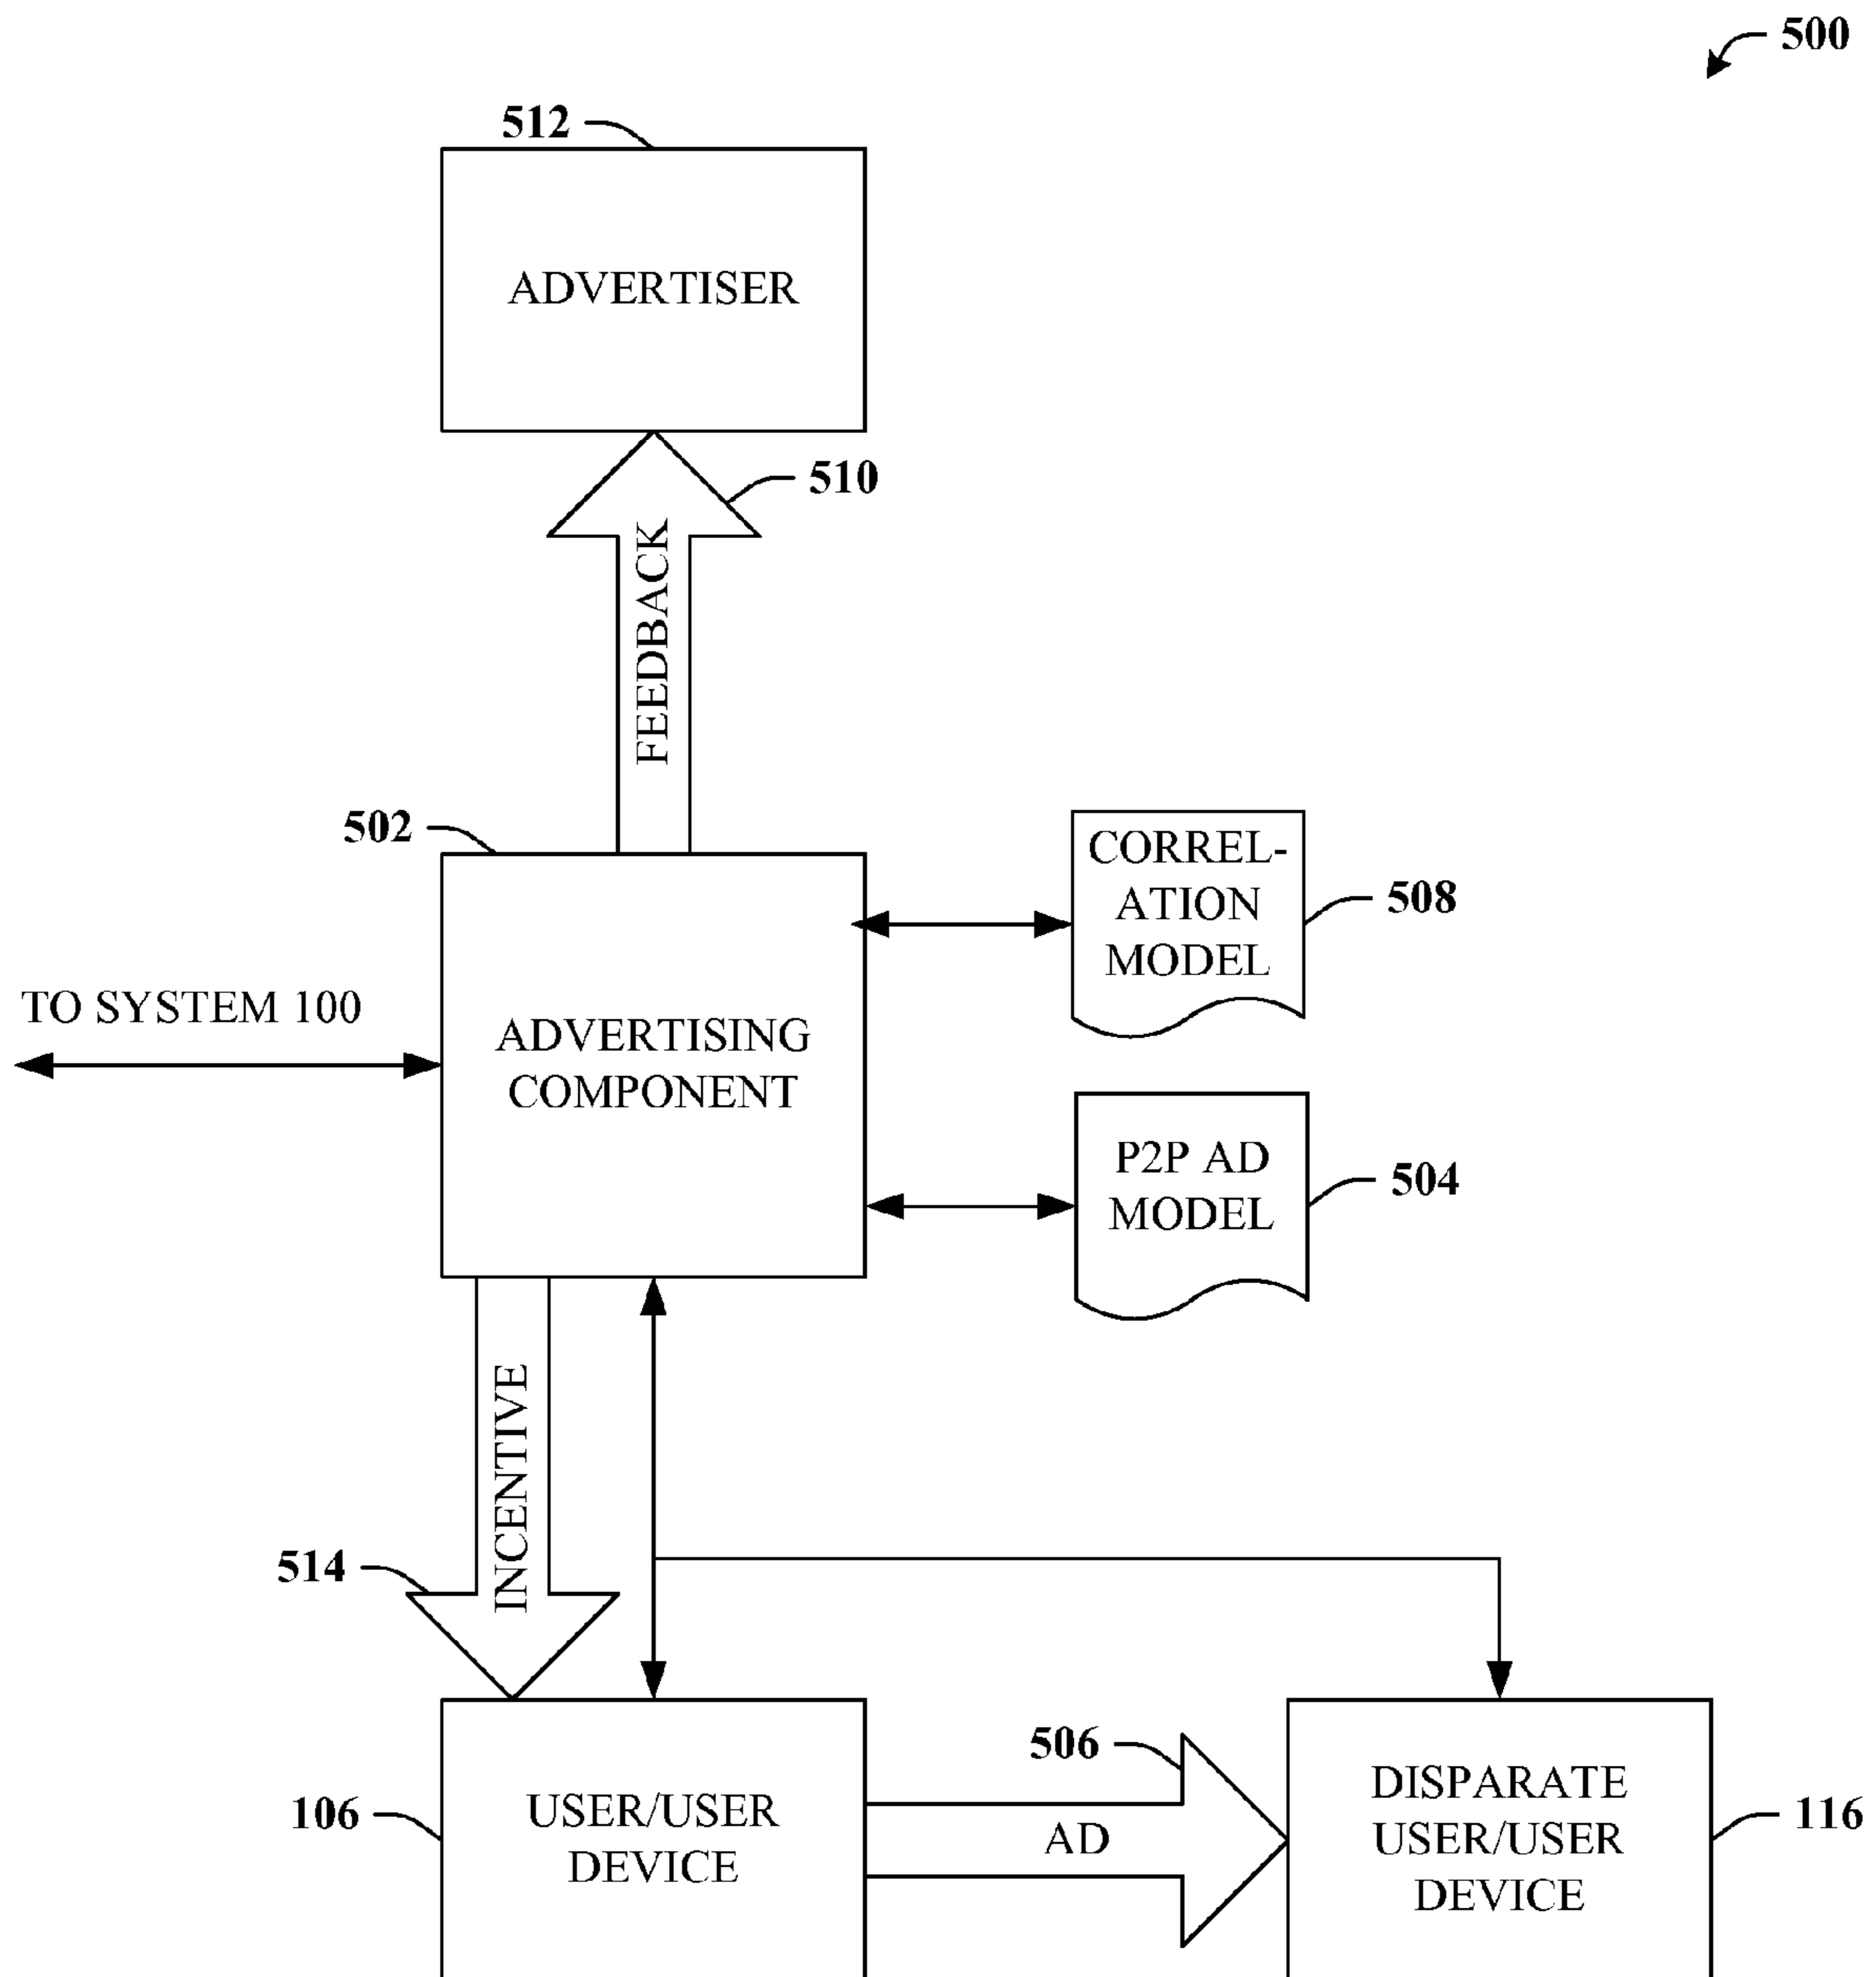 500
512
ADVERTISER
510
FEEDBACK
502
CORREL-
ATION
MODEL
508
TO SYSTEM 100
ADVERTISING
COMPONENT
P2P AD
MODEL
504
INCENTIVE
514
506
106
USER/USER
DEVICE
AD
DISPARATE
USER/USER
DEVICE
116